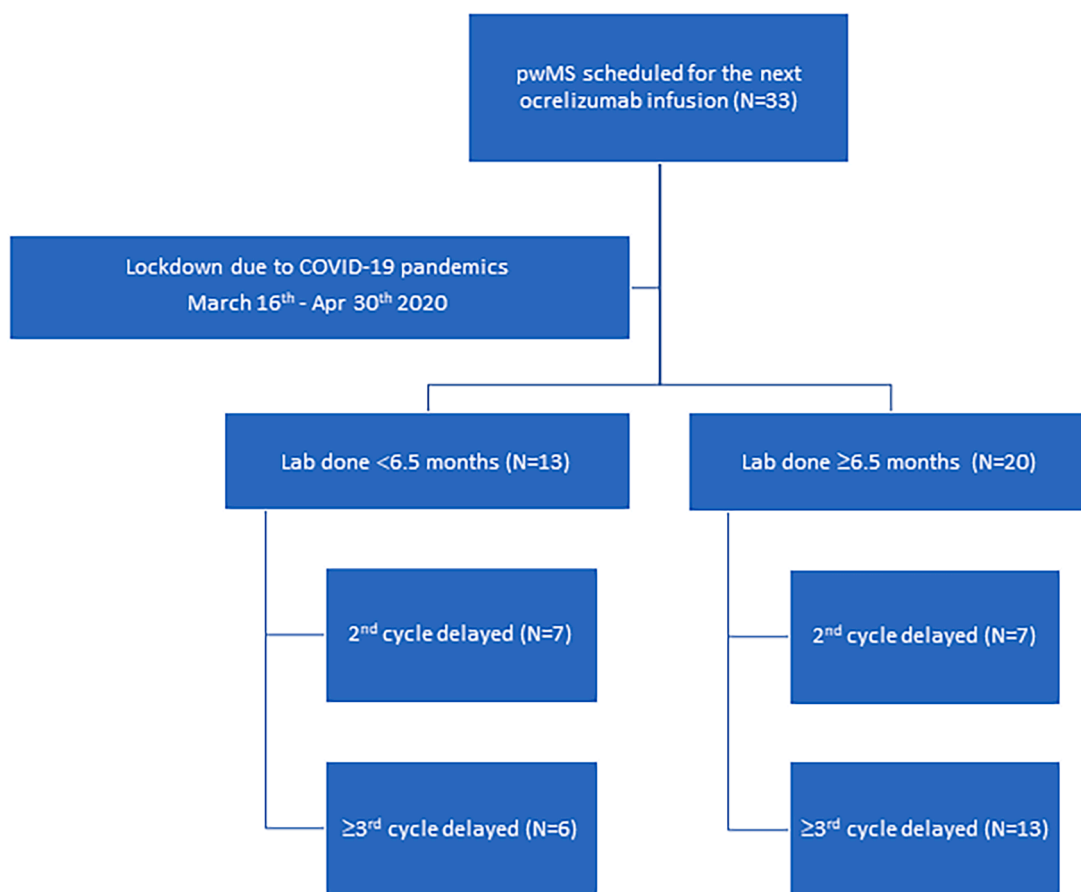 pwMS scheduled for the next
ocrelizumab infusion (N=33)
Lockdown due to COVID-19 pandemics
March 16th - Apr 30th 2020
Lab done <6.5 months (N=13)
Lab done ≥6.5 months (N=20)
2nd cycle delayed (N=7)
2nd cycle delayed (N=7)
≥3rd cycle delayed (N=6)
≥3rd cycle delayed (N=13)